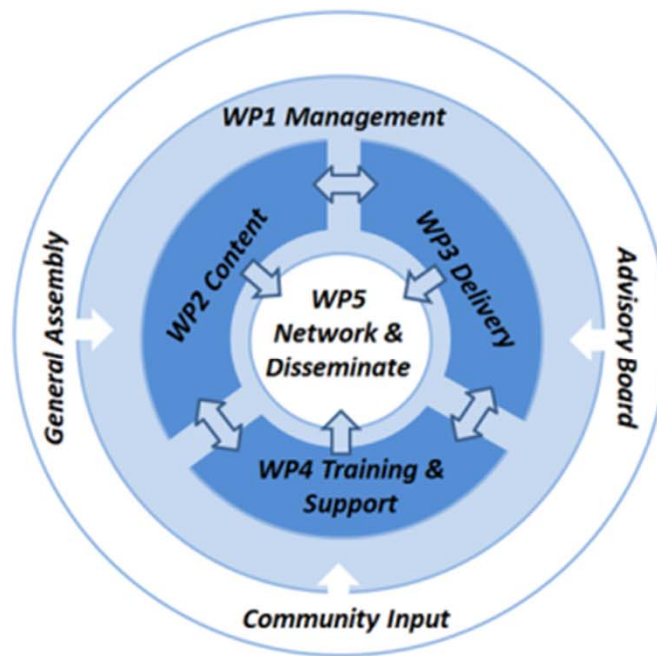 WP1 Management
WP2 Content
WP3 Delivery
WP5
Network &
Disseminate
General Assembly
Advisory Board
WP4 Training &
Support
Community Input